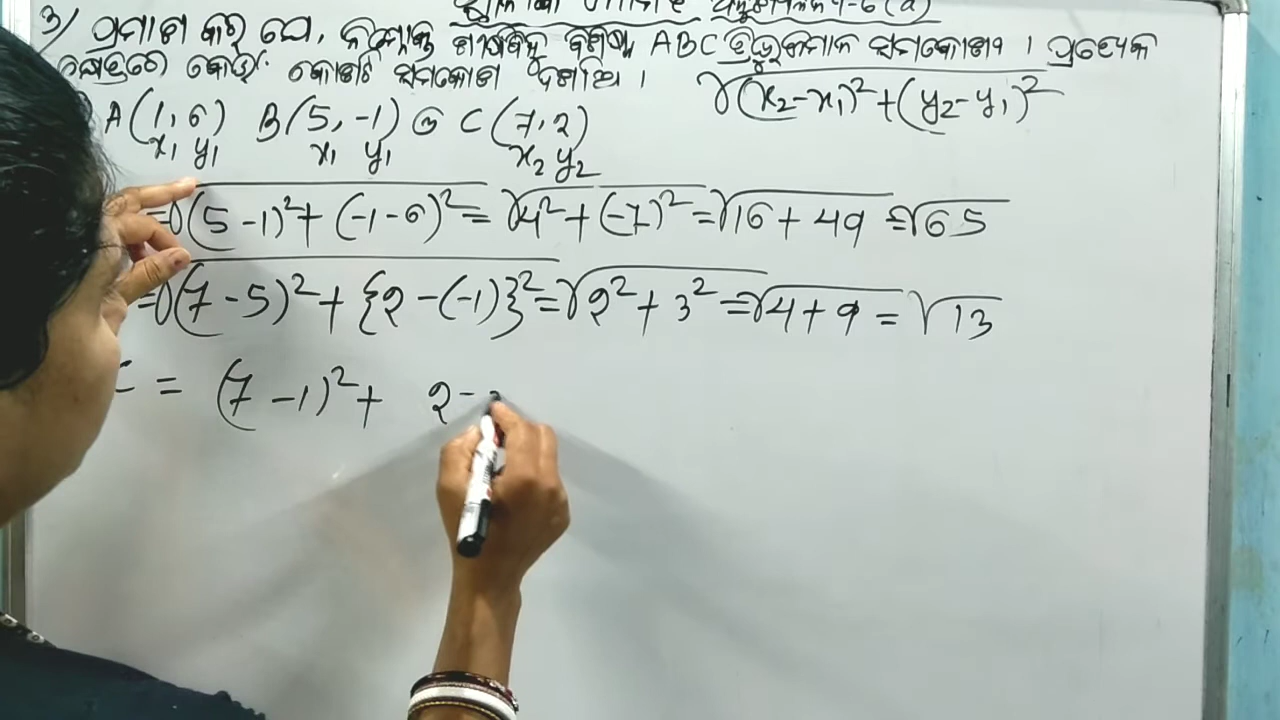 3) ପ୍ରମାଣ କର ଯେ, ନିମ୍ନୋକ୍ତ ଶୀର୍ଷବିନ୍ଦୁ ବିଶିଷ୍ଟ ABC ତ୍ରିଭୁଜମାନ ସମକୋଣୀ । ପ୍ରତ୍ୟେକ
କ୍ଷେତ୍ରରେ କେଉଁ କୋଣଟି ସମକୋଣ ଦର୍ଶାଅ । √(x₂-x₁)²+(y₂-y₁)²
A(1,6) B(5,-1) ଓ C(7,2)
x₁ y₁ x₁ y₁ x₂ y₂
=√(5-1)²+(-1-6)²=√4²+(-7)²=√16+49=√65
=√(7-5)²+{2-(-1)}²=√2²+3²=√4+9=√13
= (7-1)²+ 2-